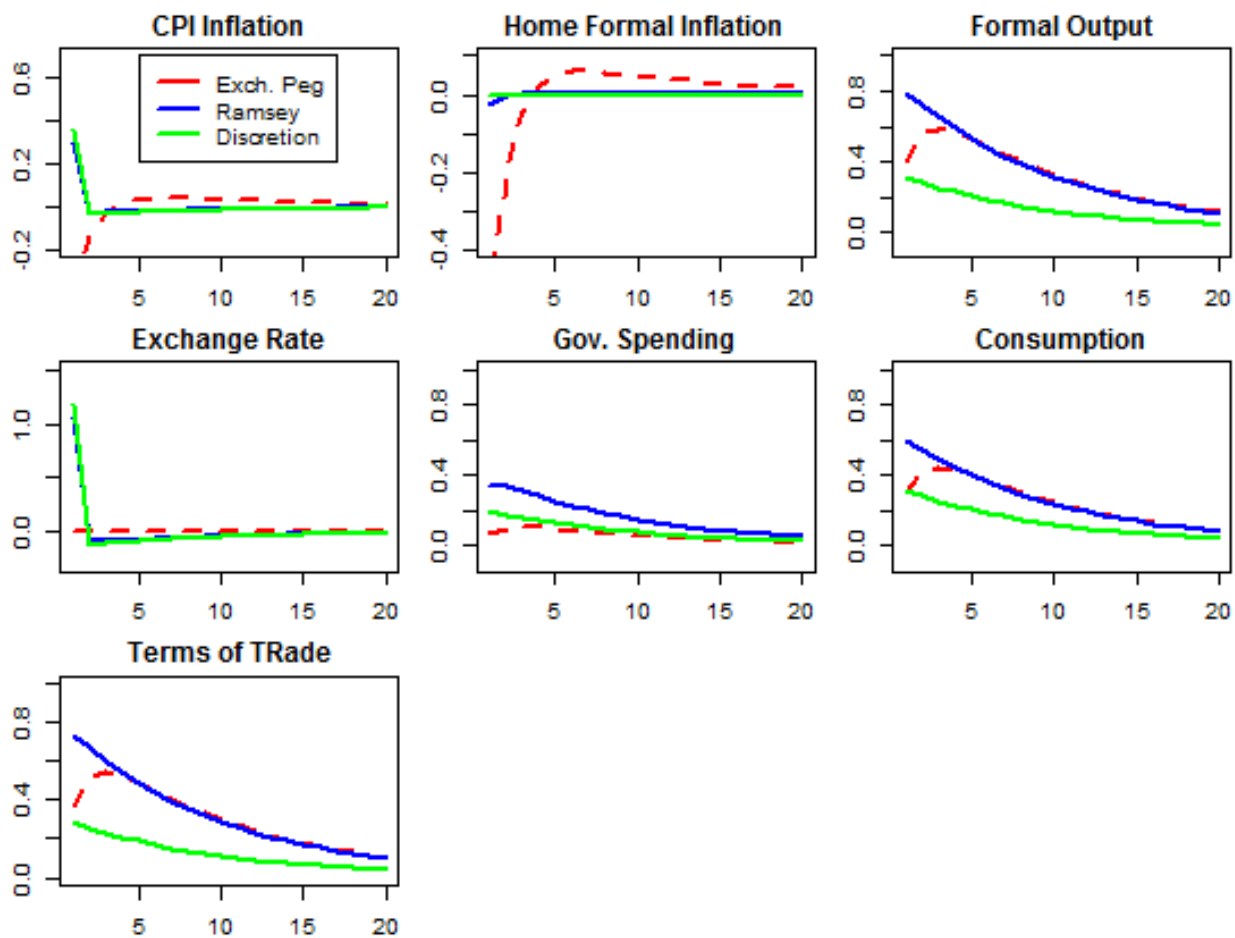 CPI Inflation
0.6
0.2
-0.2
Exch. Peg
Ramsey
Discretion
5 10 15 20
Home Formal Inflation
0.0
-0.2
-0.4
5 10 15 20
Formal Output
0.8
0.4
0.0
5 10 15 20
Exchange Rate
1.0
0.0
5 10 15 20
Gov. Spending
0.8
0.4
0.0
5 10 15 20
Consumption
0.8
0.4
0.0
5 10 15 20
Terms of TRade
0.8
0.4
0.0
5 10 15 20